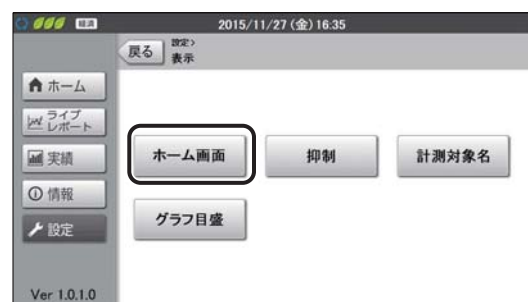 経済
2015/11/27(金)16:35
戻る
設定>
表示
ホーム
ライブ
レポート
実績
情報
設定
ホーム画面
抑制
計測対象名
グラフ目盛
Ver 1.0.1.0